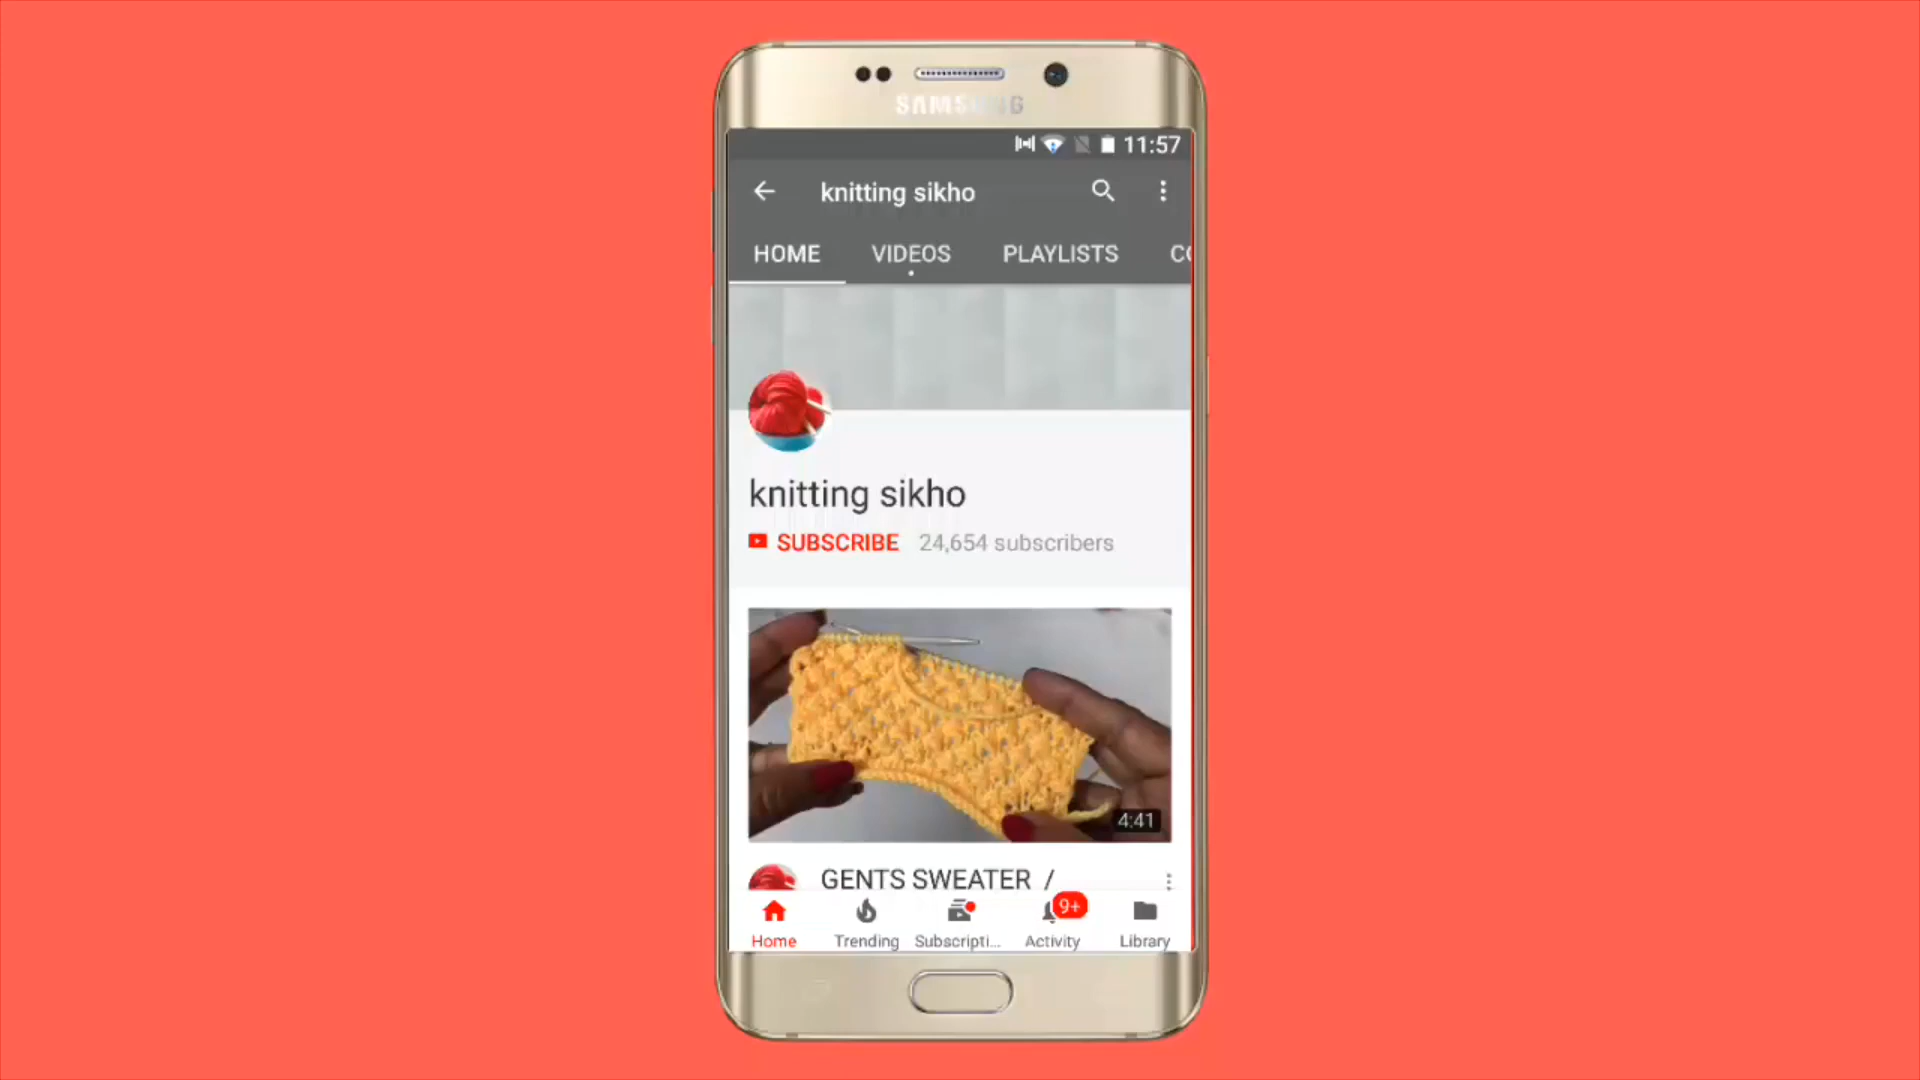 SAMSUNG
11:57
knitting sikho
HOME VIDEOS PLAYLISTS
knitting sikho
SUBSCRIBE 24,654 subscribers
4:41
GENTS SWEATER /
9+
Home Trending Subscripti... Activity Library